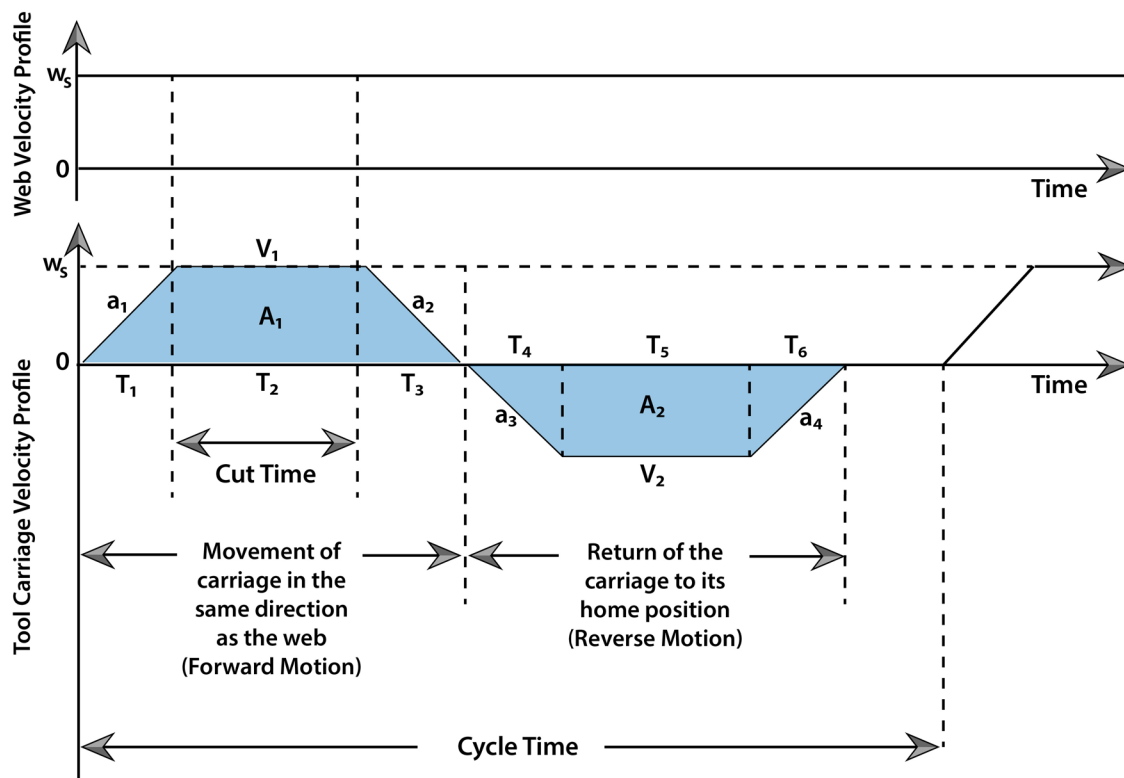 Web Velocity Profile
Wₛ
0
Time
Tool Carriage Velocity Profile
Wₛ
V₁
a₁
A₁
a₂
0
T₁
T₂
T₃
T₄
T₅
T₆
Time
a₃
A₂
a₄
V₂
Cut Time
Movement of
carriage in the
same direction
as the web
(Forward Motion)
Return of the
carriage to its
home position
(Reverse Motion)
Cycle Time